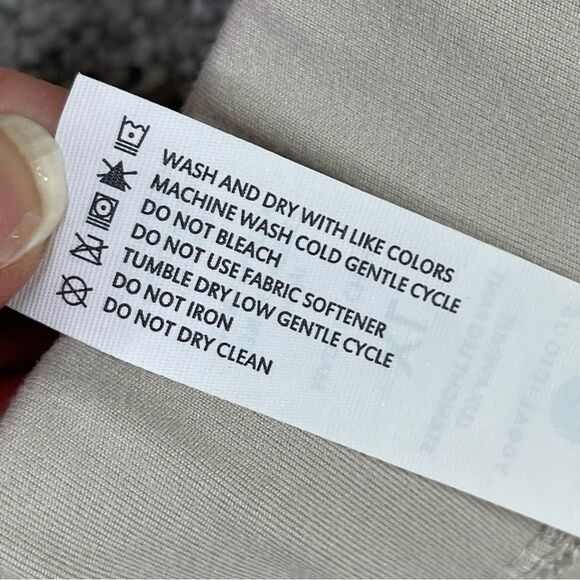 WASH AND DRY WITH LIKE COLORS
MACHINE WASH COLD GENTLE CYCLE
DO NOT BLEACH
DO NOT USE FABRIC SOFTENER
TUMBLE DRY LOW GENTLE CYCLE
DO NOT IRON
DO NOT DRY CLEAN
XL